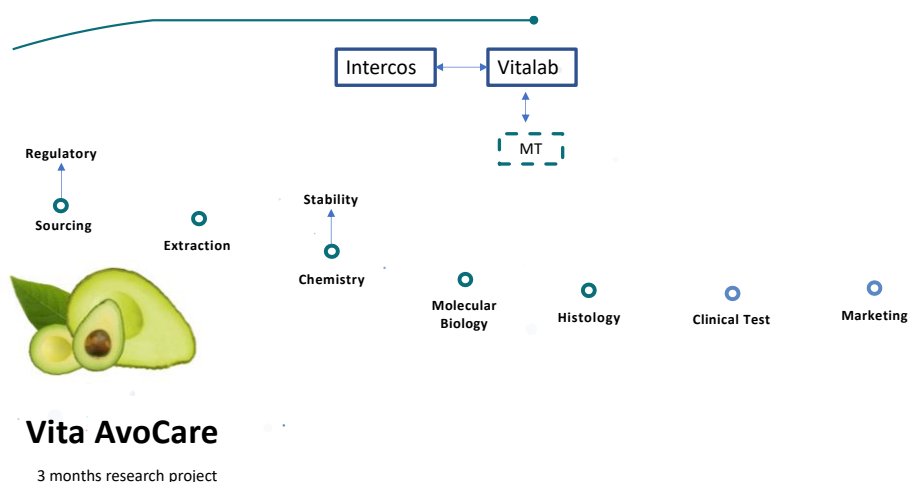 Intercos
Vitalab
MT
Regulatory
Sourcing
Extraction
Stability
Chemistry
Molecular
Biology
Histology
Clinical Test
Marketing
Vita AvoCare
3 months research project